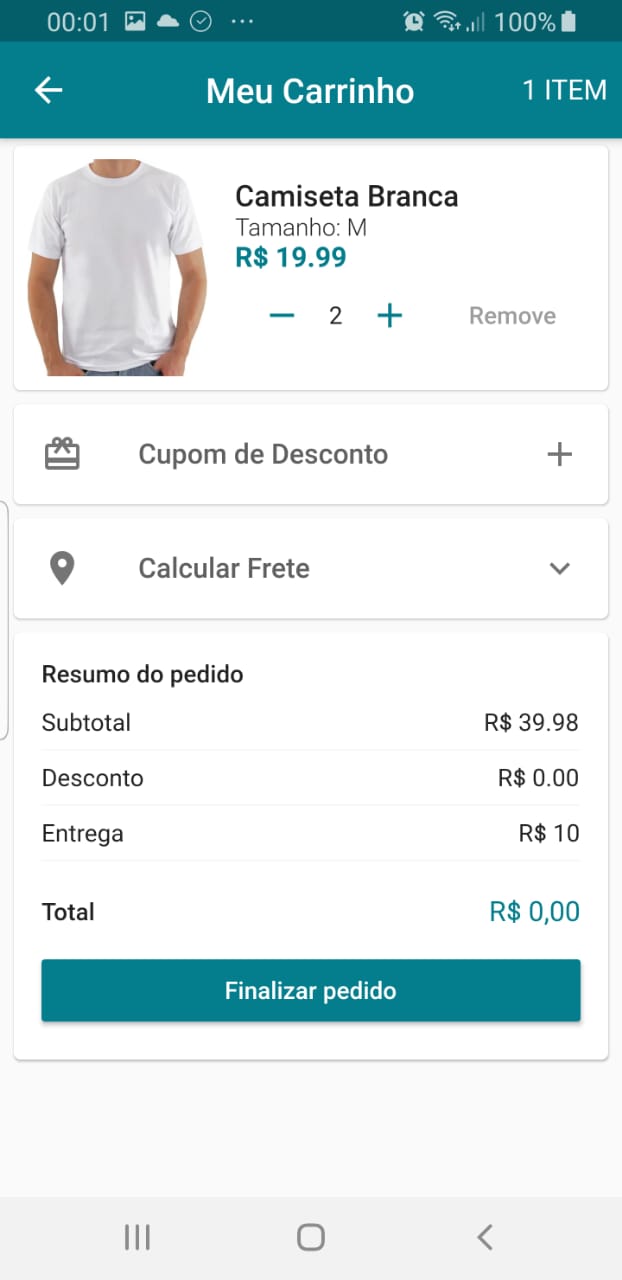 00:01 100%
Meu Carrinho 1 ITEM
Camiseta Branca
Tamanho: M
R$ 19.99
2 Remove
Cupom de Desconto
Calcular Frete
Resumo do pedido
Subtotal R$ 39.98
Desconto R$ 0.00
Entrega R$ 10
Total R$ 0,00
Finalizar pedido